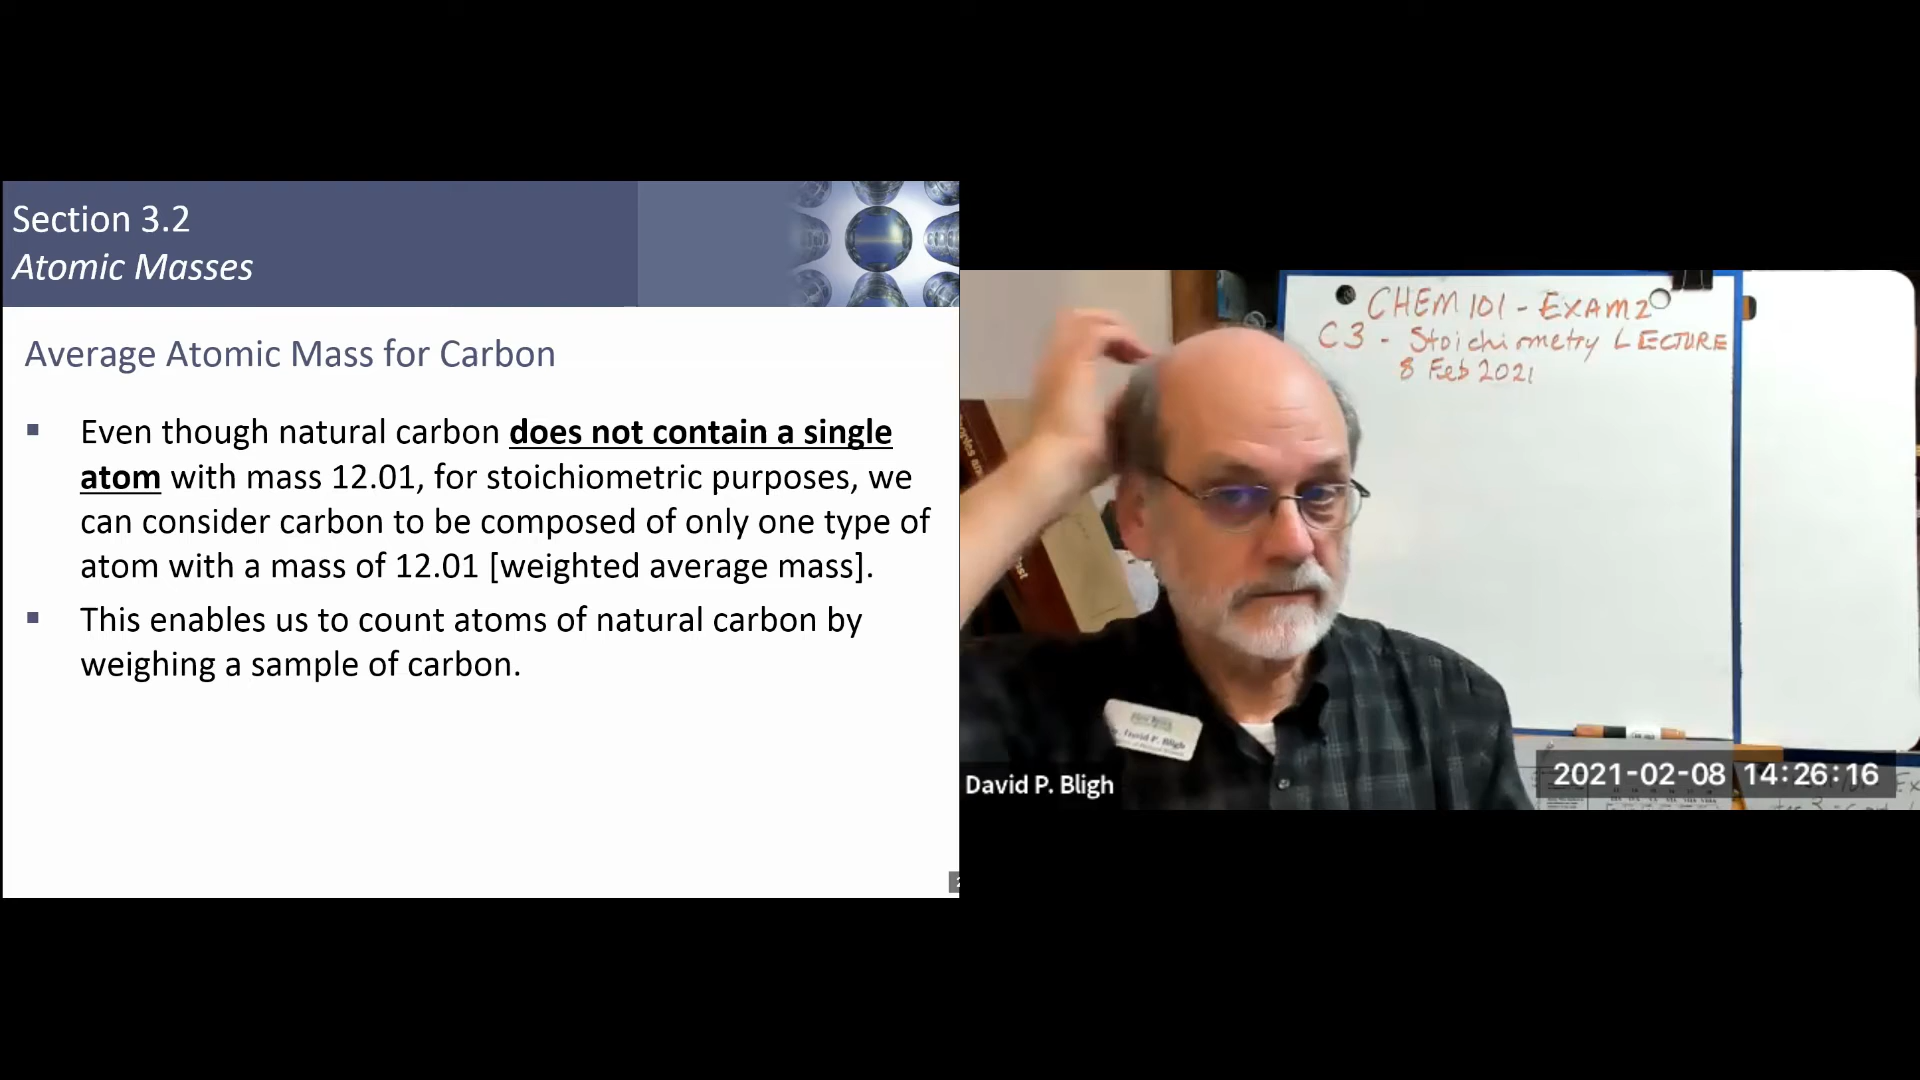 Section 3.2
Atomic Masses
Average Atomic Mass for Carbon
▪ Even though natural carbon does not contain a single
atom with mass 12.01, for stoichiometric purposes, we
can consider carbon to be composed of only one type of
atom with a mass of 12.01 [weighted average mass].
▪ This enables us to count atoms of natural carbon by
weighing a sample of carbon.
CHEM 101 - EXAM 2
C3 - Stoichiometry LECTURE
8 Feb 2021
David P. Bligh
David P. Bligh
2021-02-08 14:26:16